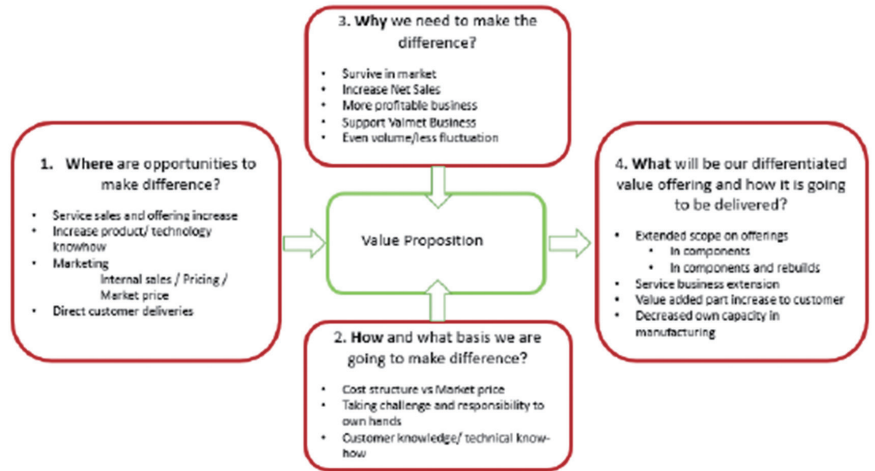 3. Why we need to make the
difference?
• Survive in market
• Increase Net Sales
• More profitable business
• Support Valmet Business
• Even volume/less fluctuation
1. Where are opportunities to
make difference?
• Service sales and offering increase
• Increase product/ technology
knowhow
• Marketing
Internal sales / Pricing /
Market price
• Direct customer deliveries
Value Proposition
4. What will be our differentiated
value offering and how it is going
to be delivered?
• Extended scope on offerings
• In components
• In components and rebuilds
• Service business extension
• Value added part increase to customer
• Decreased own capacity in
manufacturing
2. How and what basis we are
going to make difference?
• Cost structure vs Market price
• Taking challenge and responsibility to
own hands
• Customer knowledge/ technical know-
how